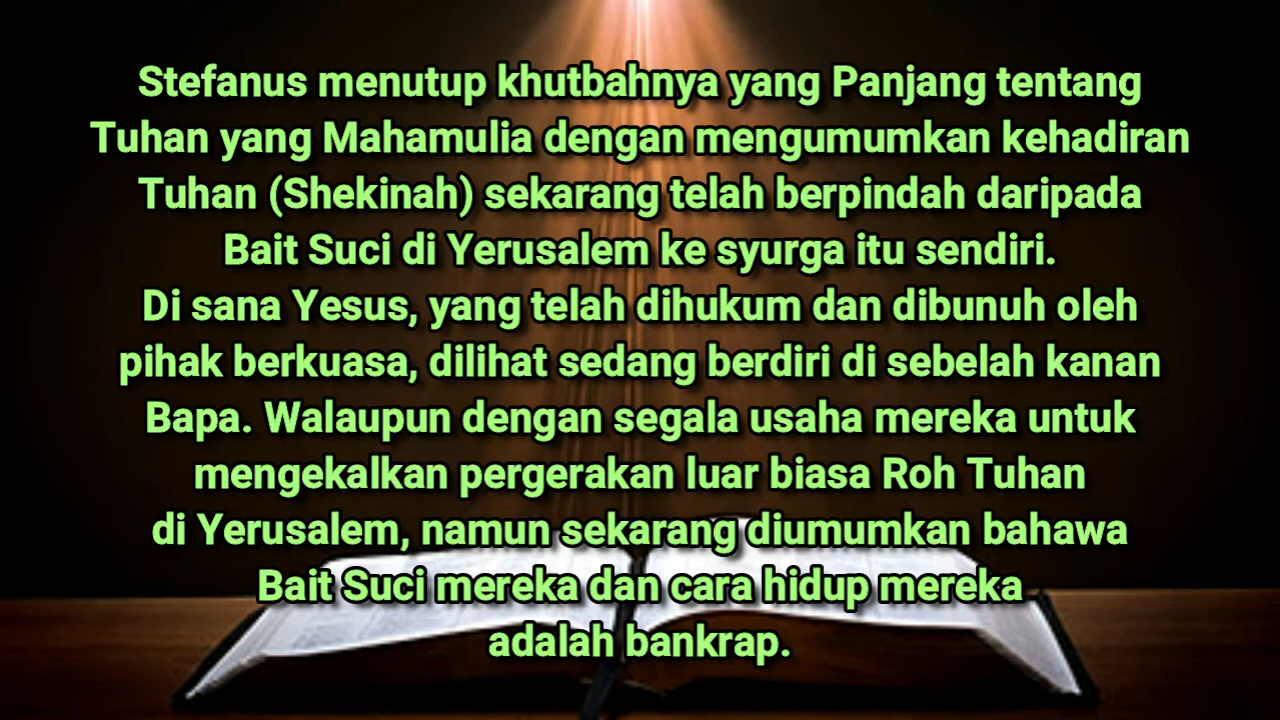 Stefanus menutup khutbahnya yang Panjang tentang
Tuhan yang Mahamulia dengan mengumumkan kehadiran
Tuhan (Shekinah) sekarang telah berpindah daripada
Bait Suci di Yerusalem ke syurga itu sendiri.
Di sana Yesus, yang telah dihukum dan dibunuh oleh
pihak berkuasa, dilihat sedang berdiri di sebelah kanan
Bapa. Walaupun dengan segala usaha mereka untuk
mengekalkan pergerakan luar biasa Roh Tuhan
di Yerusalem, namun sekarang diumumkan bahawa
Bait Suci mereka dan cara hidup mereka
adalah bankrap.